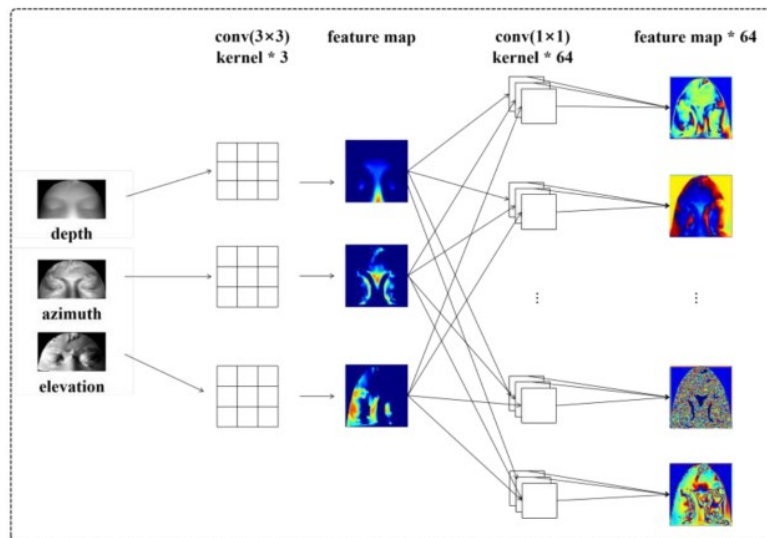 conv(3×3)
kernel * 3
feature map
conv(1×1)
kernel * 64
feature map * 64
depth
azimuth
elevation
⋮
⋮